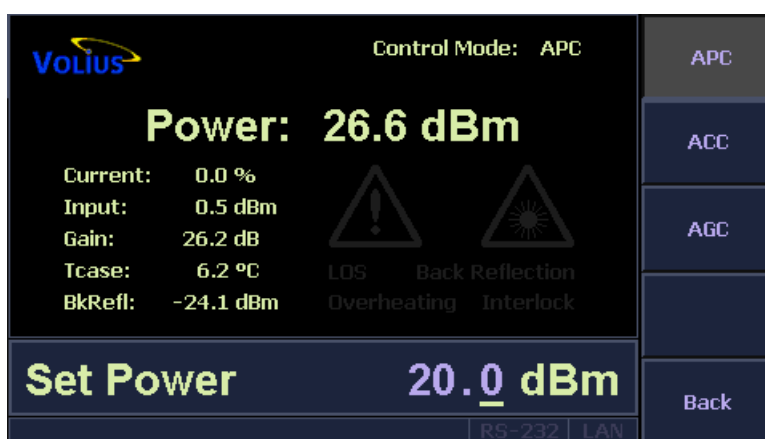 VOLIUS
Control Mode: APC
Power: 26.6 dBm
Current: 0.0 %
Input: 0.5 dBm
Gain: 26.2 dB
Tcase: 6.2 ºC
BkRefl: -24.1 dBm
LOS Back Reflection
Overheating Interlock
Set Power 20.0 dBm
RS-232 LAN
APC
ACC
AGC
Back